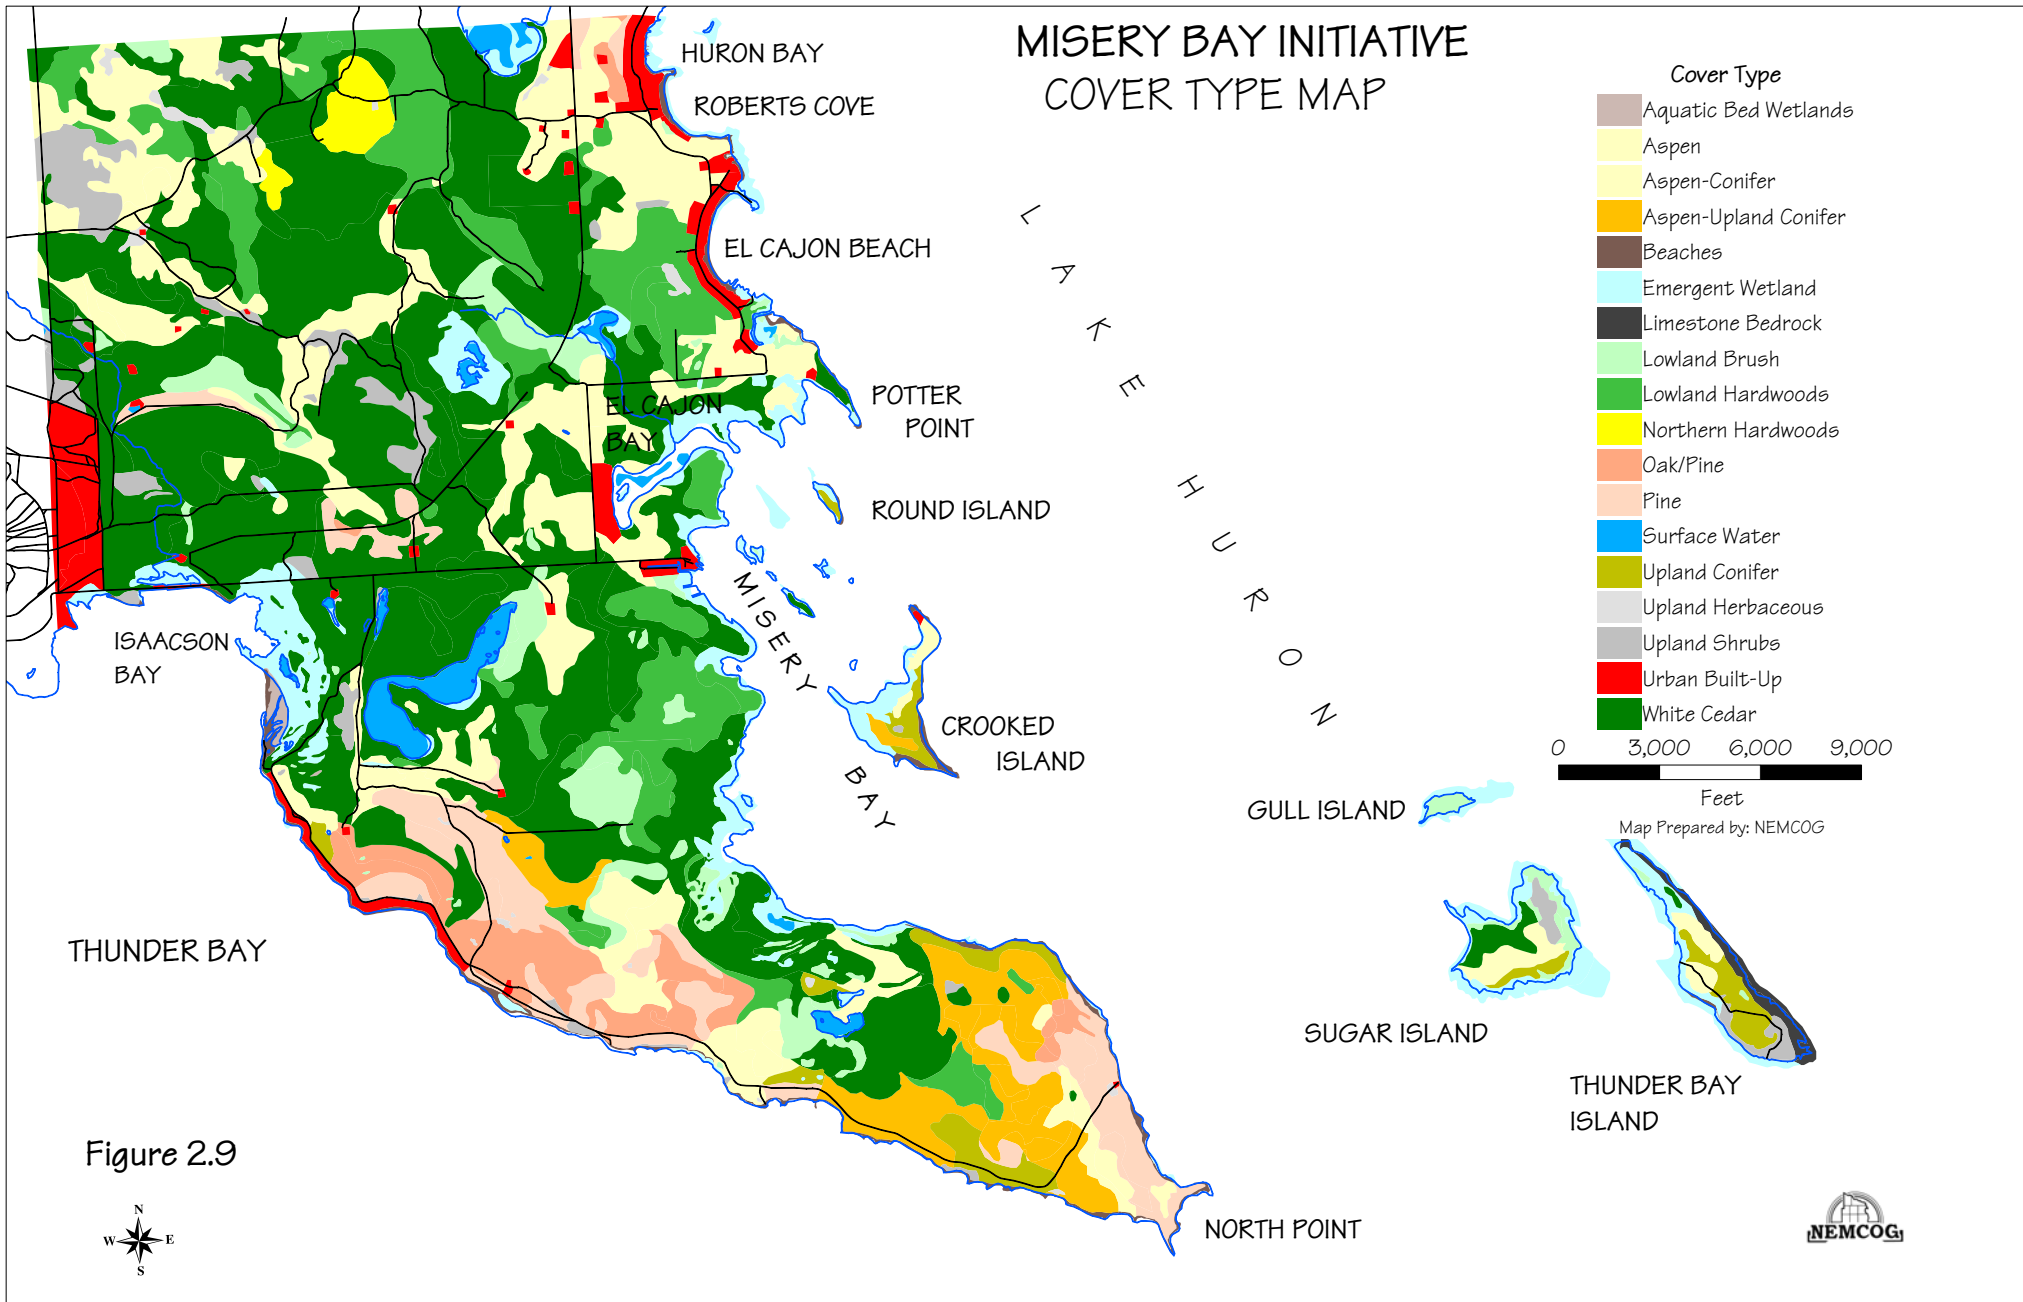 MISERY BAY INITIATIVE
COVER TYPE MAP
HURON BAY
ROBERTS COVE
EL CAJON BEACH
POTTER
POINT
EL CAJON
BAY
ROUND ISLAND
LAKE HURON
MISERY BAY
ISAACSON
BAY
CROOKED
ISLAND
GULL ISLAND
THUNDER BAY
SUGAR ISLAND
THUNDER BAY
ISLAND
NORTH POINT
Cover Type
Aquatic Bed Wetlands
Aspen
Aspen-Conifer
Aspen-Upland Conifer
Beaches
Emergent Wetland
Limestone Bedrock
Lowland Brush
Lowland Hardwoods
Northern Hardwoods
Oak/Pine
Pine
Surface Water
Upland Conifer
Upland Herbaceous
Upland Shrubs
Urban Built-Up
White Cedar
0 3,000 6,000 9,000
Feet
Map Prepared by: NEMCOG
Figure 2.9
N
W E
S
NEMCOG